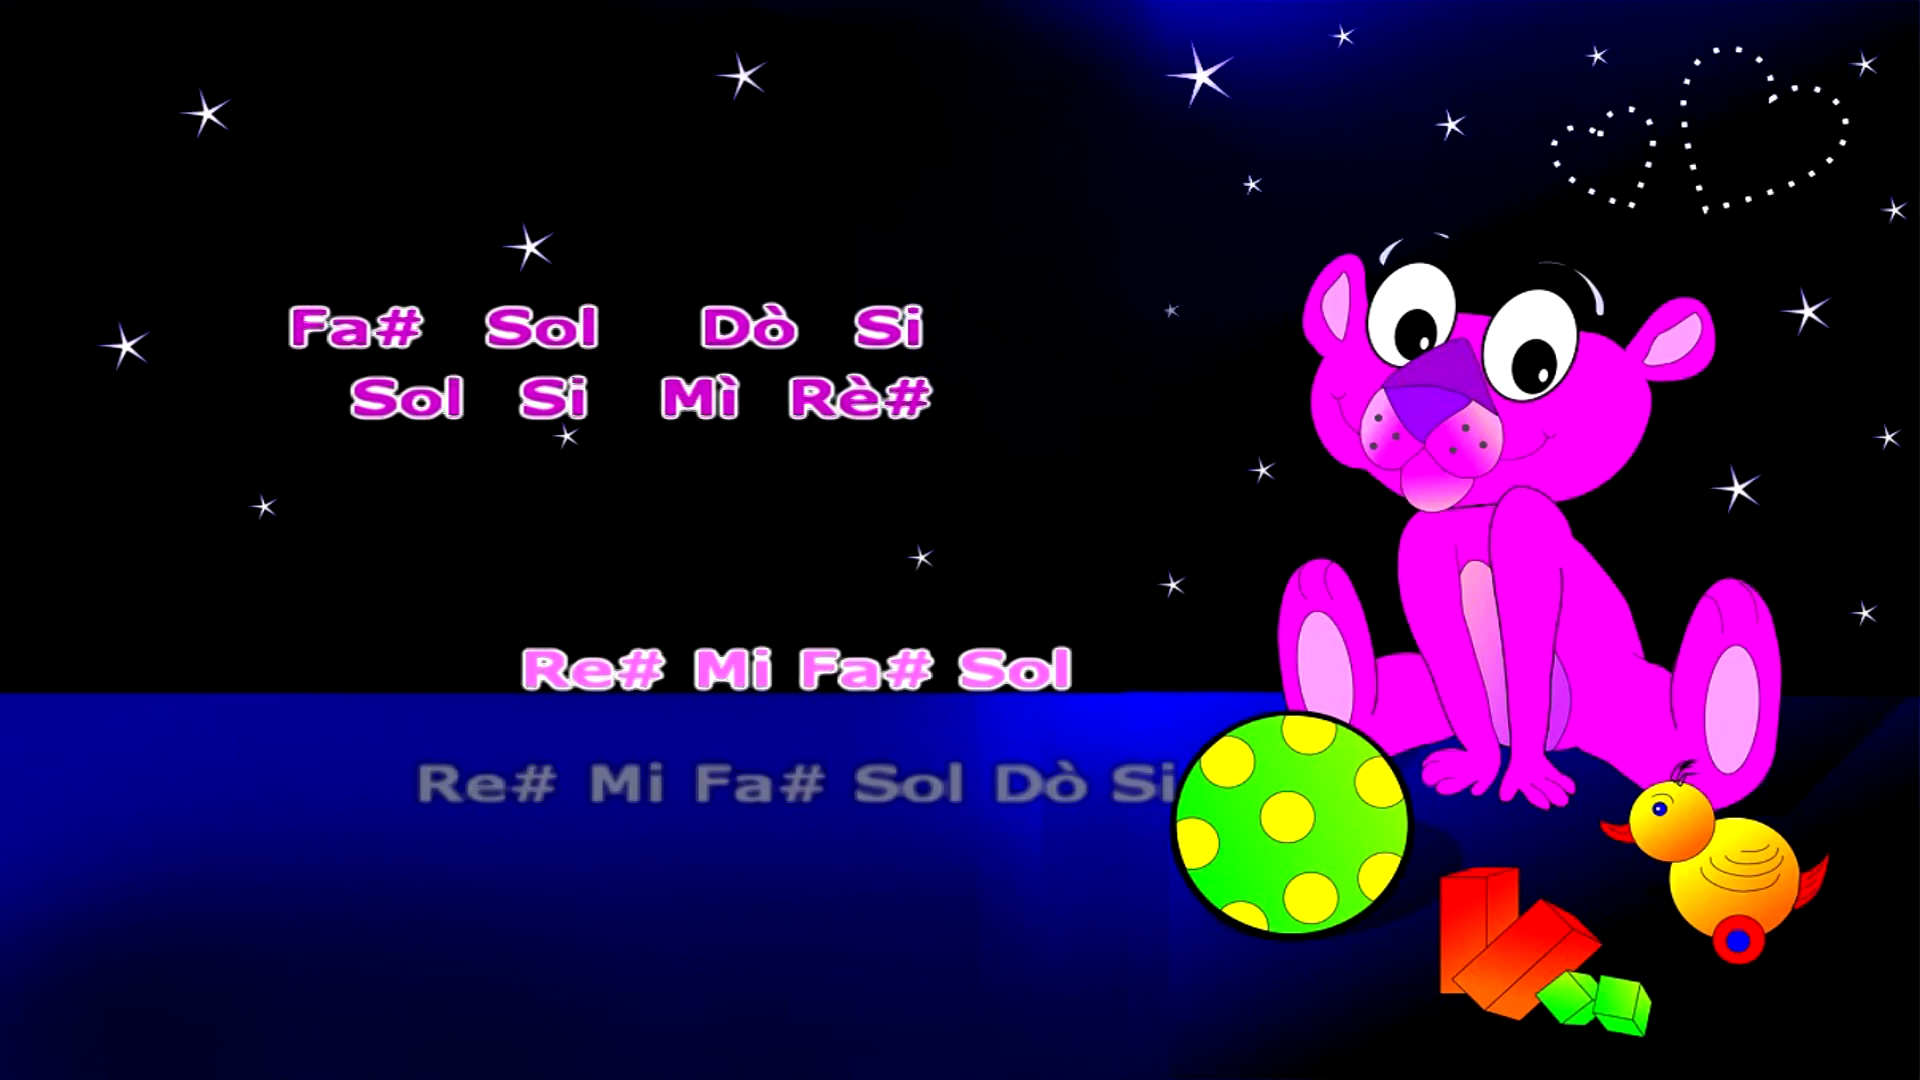 Fa# Sol Dò Si
Sol Si Mì Rè#
Re# Mi Fa# Sol
Re# Mi Fa# Sol Dò Si